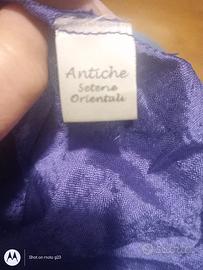 Antiche
Seterie
Orientali
Shot on moto g23